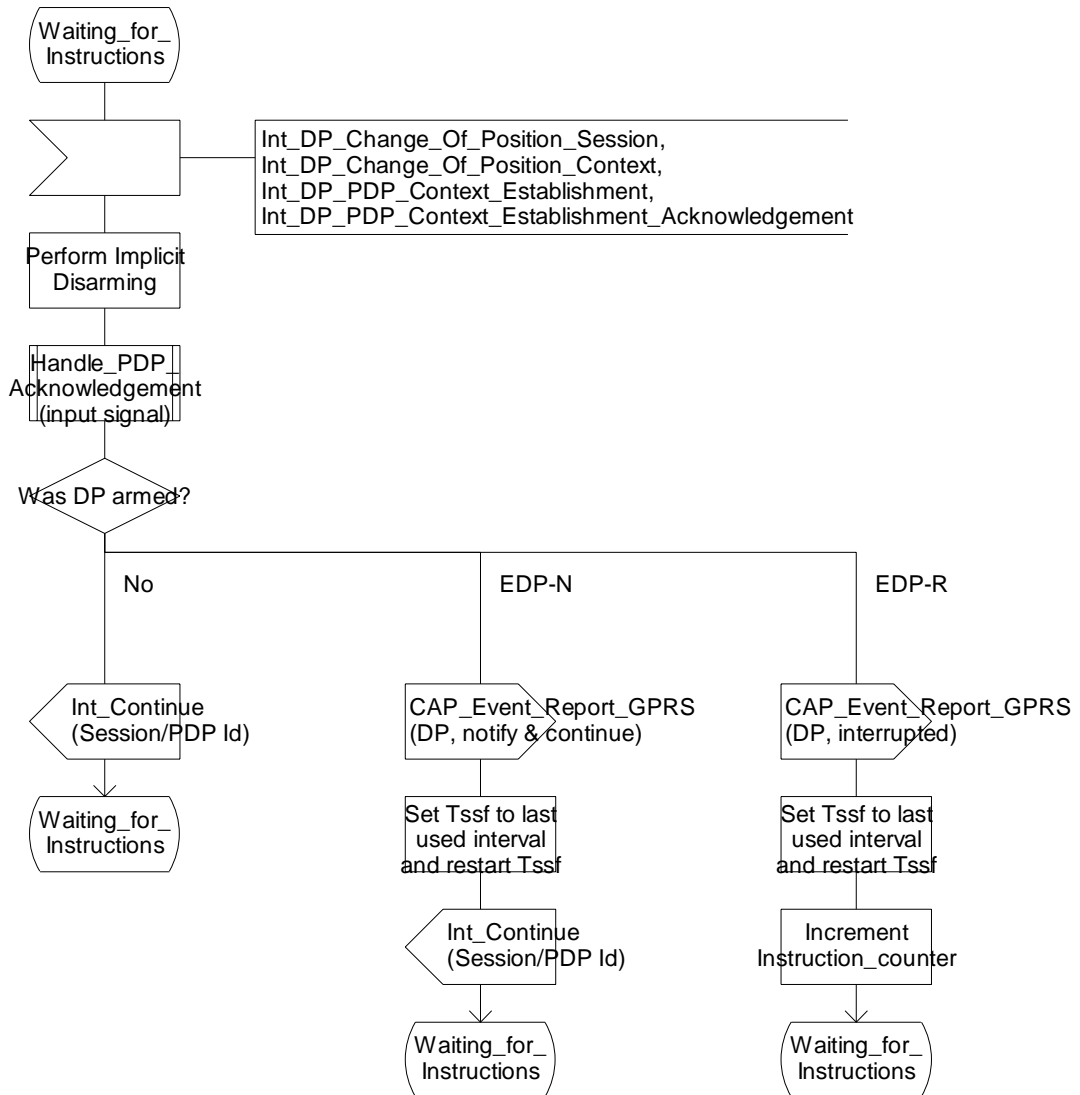 Waiting_for_
Instructions
Int_DP_Change_Of_Position_Session,
Int_DP_Change_Of_Position_Context,
Int_DP_PDP_Context_Establishment,
Int_DP_PDP_Context_Establishment_Acknowledgement
Perform Implicit
Disarming
Handle_PDP_
Acknowledgement
(input signal)
Was DP armed?
No
EDP-N
EDP-R
Int_Continue
(Session/PDP Id)
CAP_Event_Report_GPRS
(DP, notify & continue)
CAP_Event_Report_GPRS
(DP, interrupted)
Waiting_for_
Instructions
Set Tssf to last
used interval
and restart Tssf
Set Tssf to last
used interval
and restart Tssf
Int_Continue
(Session/PDP Id)
Increment
Instruction_counter
Waiting_for_
Instructions
Waiting_for_
Instructions